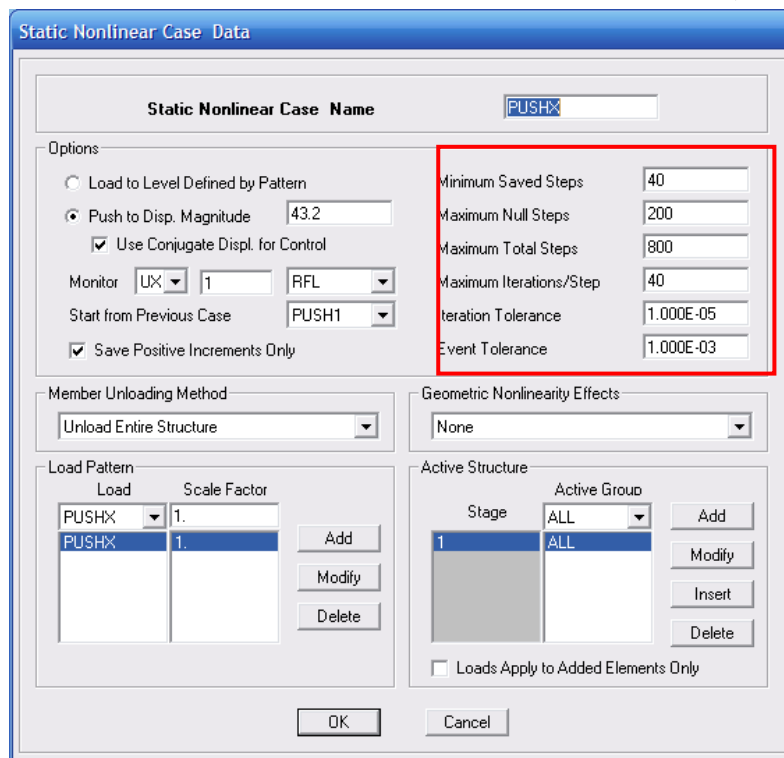 Static Nonlinear Case Data
Static Nonlinear Case Name PUSHX
Options
Load to Level Defined by Pattern
Push to Disp. Magnitude 43.2
Use Conjugate Displ. for Control
Monitor UX 1 RFL
Start from Previous Case PUSH1
Save Positive Increments Only
Minimum Saved Steps 40
Maximum Null Steps 200
Maximum Total Steps 800
Maximum Iterations/Step 40
Iteration Tolerance 1.000E-05
Event Tolerance 1.000E-03
Member Unloading Method
Unload Entire Structure
Geometric Nonlinearity Effects
None
Load Pattern
Load Scale Factor
PUSHX 1.
PUSHX 1.
Add
Modify
Delete
Active Structure
Active Group
Stage ALL
1 ALL
Add
Modify
Insert
Delete
Loads Apply to Added Elements Only
OK Cancel